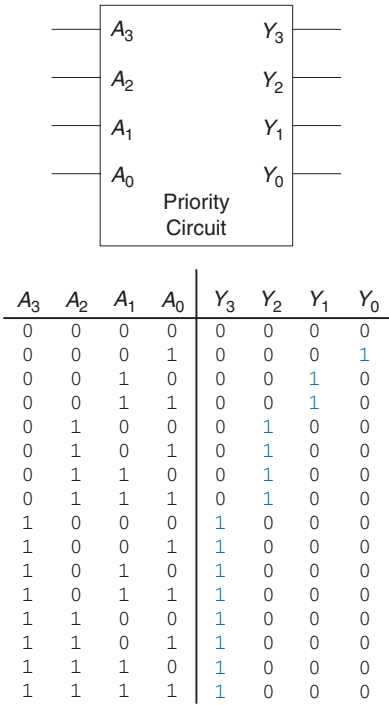 A3 Y3
A2 Y2
A1 Y1
A0 Y0
Priority
Circuit
A3 A2 A1 A0 Y3 Y2 Y1 Y0
0 0 0 0 0 0 0 0
0 0 0 1 0 0 0 1
0 0 1 0 0 0 1 0
0 0 1 1 0 0 1 0
0 1 0 0 0 1 0 0
0 1 0 1 0 1 0 0
0 1 1 0 0 1 0 0
0 1 1 1 0 1 0 0
1 0 0 0 1 0 0 0
1 0 0 1 1 0 0 0
1 0 1 0 1 0 0 0
1 0 1 1 1 0 0 0
1 1 0 0 1 0 0 0
1 1 0 1 1 0 0 0
1 1 1 0 1 0 0 0
1 1 1 1 1 0 0 0